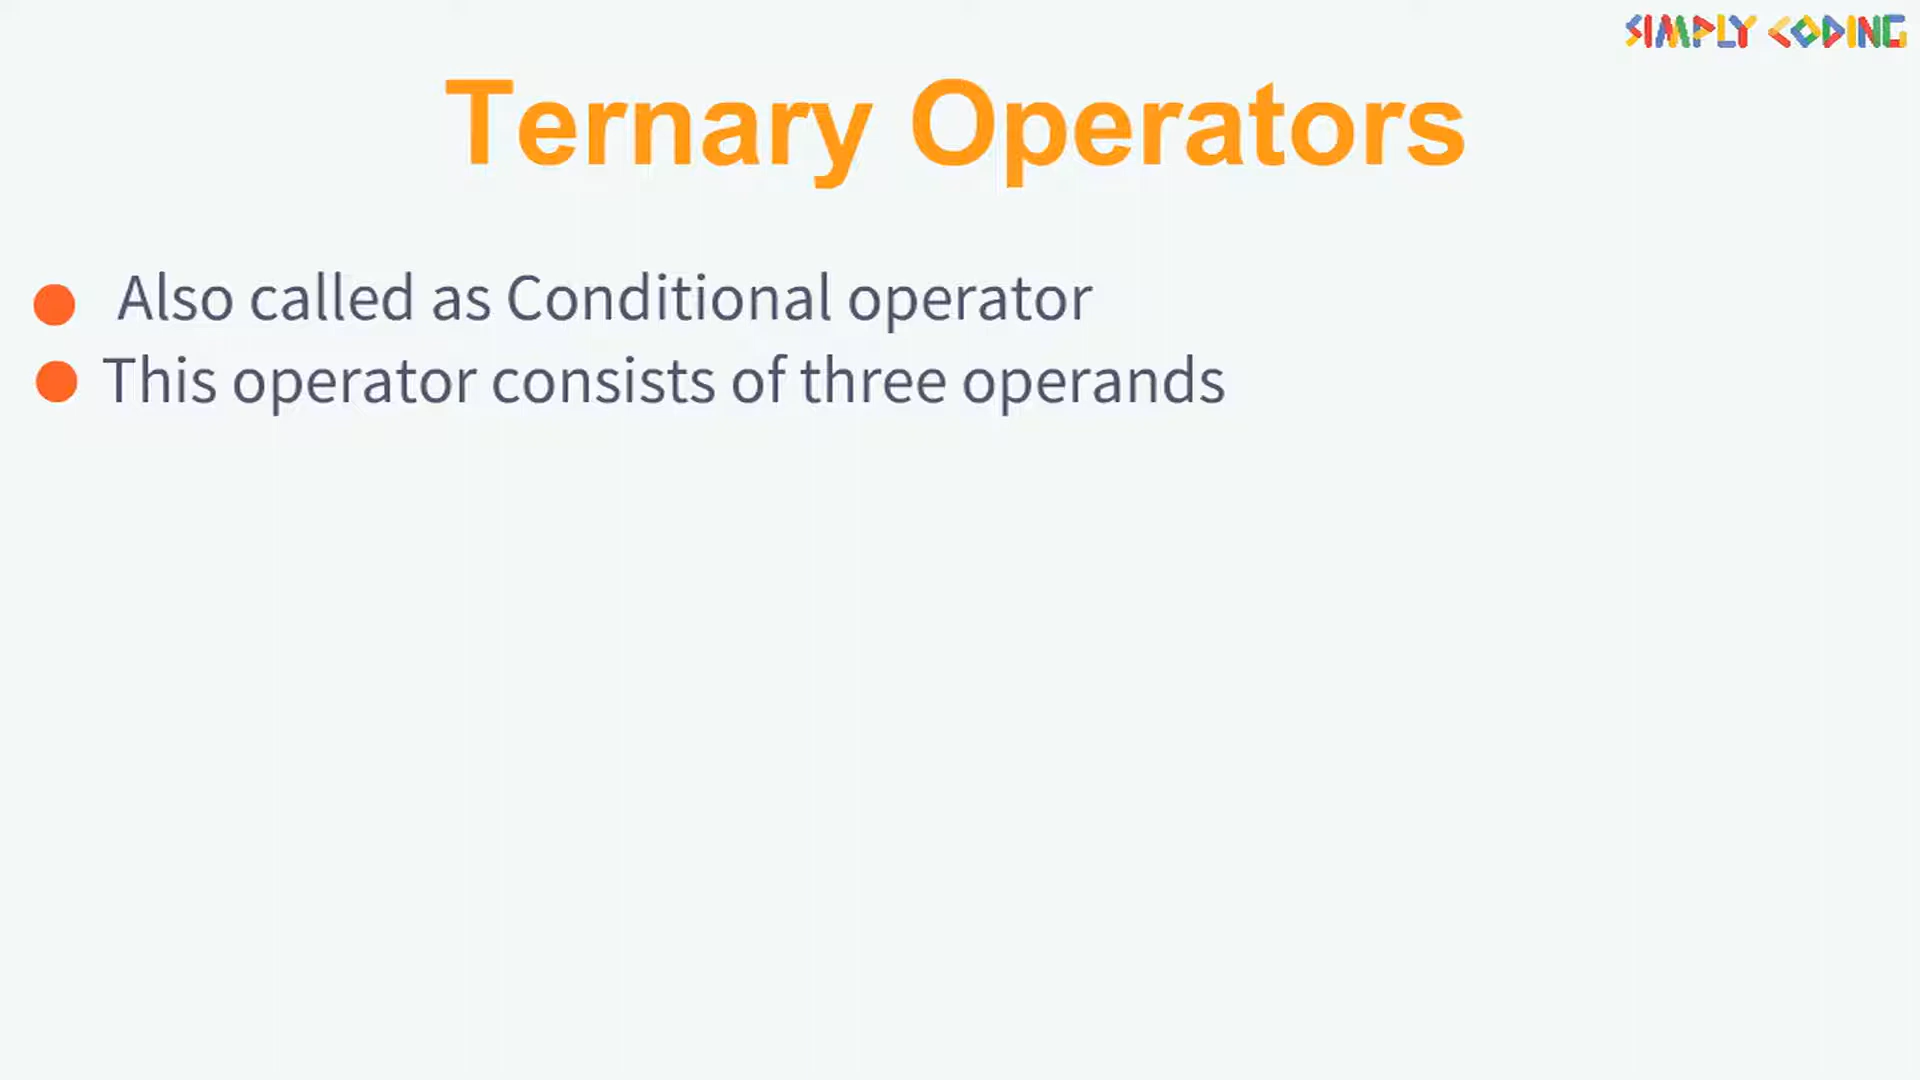 SIMPLY CODING
Ternary Operators
Also called as Conditional operator
This operator consists of three operands